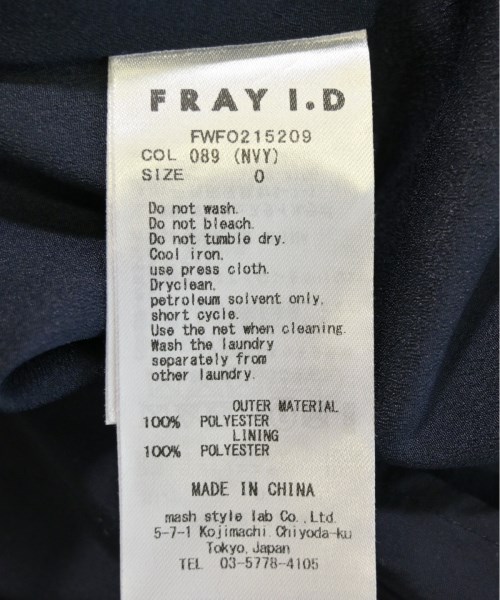 FRAY I.D
FWFO215209
COL 089 (NVY)
SIZE 0
Do not wash.
Do not bleach.
Do not tumble dry.
Cool iron.
use press cloth.
Dryclean.
petroleum solvent only,
short cycle.
Use the net when cleaning.
Wash the laundry
separately from
other laundry.
OUTER MATERIAL
100% POLYESTER
LINING
100% POLYESTER
MADE IN CHINA
mash style lab Co.,Ltd.
5-7-1 Kojimachi,Chiyoda-ku
Tokyo,Japan
TEL 03-5778-4105